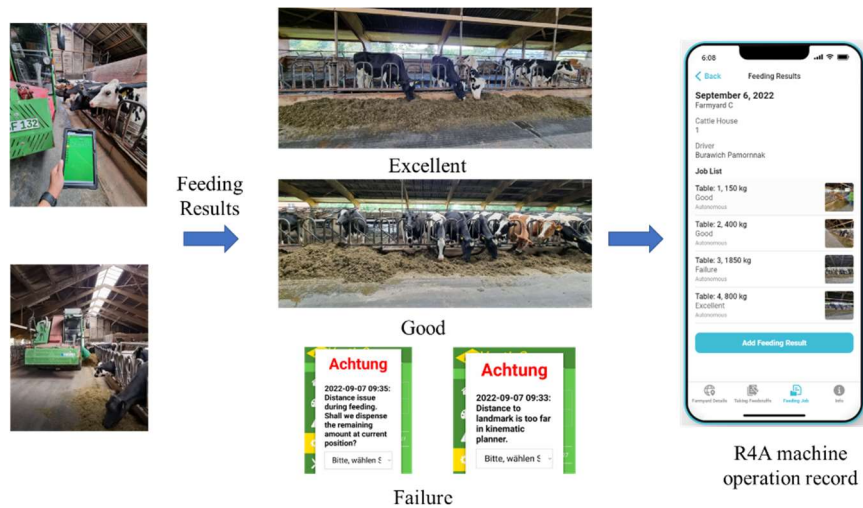 F 132
Feeding
Results
Excellent
Good
Achtung
2022-09-07 09:35:
Distance issue
during feeding.
Shall we dispense
the remaining
amount at current
position?
Bitte, wählen S
Achtung
2022-09-07 09:33:
Distance to
landmark is too far
in kinematic
planner.
Bitte, wählen S
Failure
6:08
Back
Feeding Results
September 6, 2022
Farmyard C
Cattle House
1
Driver
Burawich Pamornnak
Job List
Table: 1, 150 kg
Good
Autonomous
Table: 2, 400 kg
Good
Autonomous
Table: 3, 1850 kg
Failure
Autonomous
Table: 4, 800 kg
Excellent
Autonomous
Add Feeding Result
Farmyard Details
Taking Feedstuffs
Feeding Job
Info
R4A machine
operation record